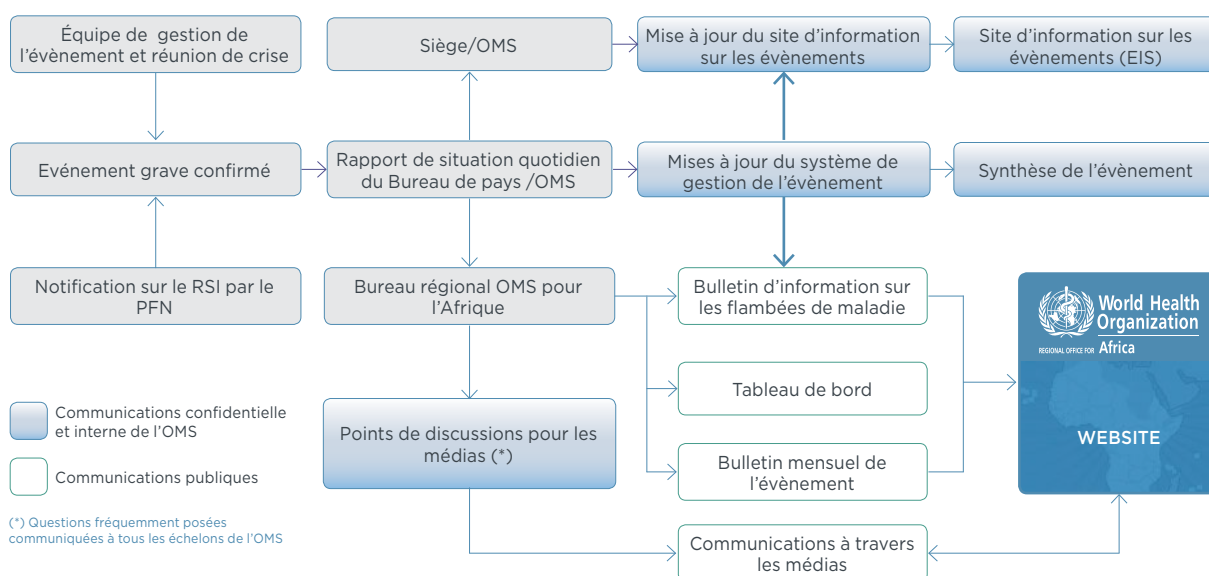 Équipe de gestion de
l'évènement et réunion de crise
Siège/OMS
Mise à jour du site d'information
sur les évènements
Site d'information sur les
évènements (EIS)
Evénement grave confirmé
Rapport de situation quotidien
du Bureau de pays /OMS
Mises à jour du système de
gestion de l'évènement
Synthèse de l'évènement
Notification sur le RSI par le
PFN
Bureau régional OMS pour
l'Afrique
Bulletin d'information sur
les flambées de maladie
World Health
Organization
REGIONAL OFFICE FOR Africa
Tableau de bord
Communications confidentielle
et interne de l'OMS
Points de discussions pour les
médias (*)
WEBSITE
Bulletin mensuel de
l'évènement
Communications publiques
(*) Questions fréquemment posées
communiquées à tous les échelons de l'OMS
Communications à travers
les médias